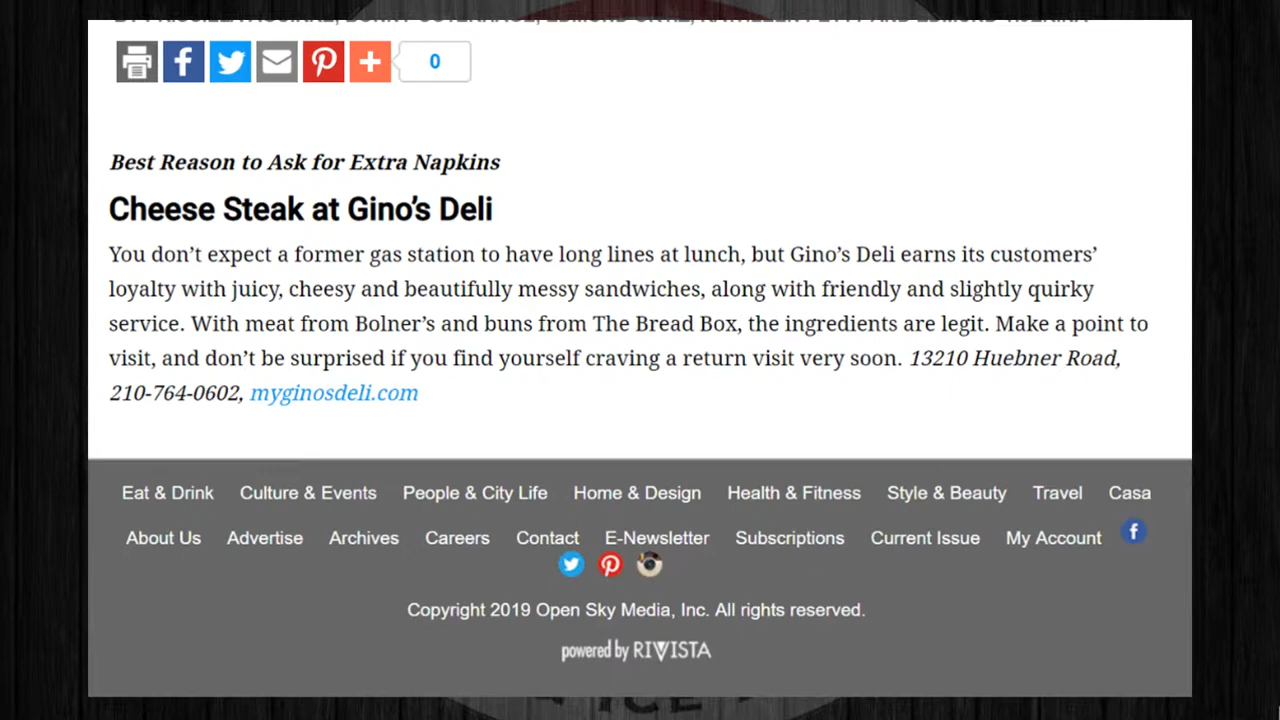 0
Best Reason to Ask for Extra Napkins
Cheese Steak at Gino’s Deli
You don’t expect a former gas station to have long lines at lunch, but Gino’s Deli earns its customers’
loyalty with juicy, cheesy and beautifully messy sandwiches, along with friendly and slightly quirky
service. With meat from Bolner’s and buns from The Bread Box, the ingredients are legit. Make a point to
visit, and don’t be surprised if you find yourself craving a return visit very soon. 13210 Huebner Road,
210-764-0602, myginosdeli.com
Eat & Drink Culture & Events People & City Life Home & Design Health & Fitness Style & Beauty Travel Casa
About Us Advertise Archives Careers Contact E-Newsletter Subscriptions Current Issue My Account
Copyright 2019 Open Sky Media, Inc. All rights reserved.
powered by RIVISTA